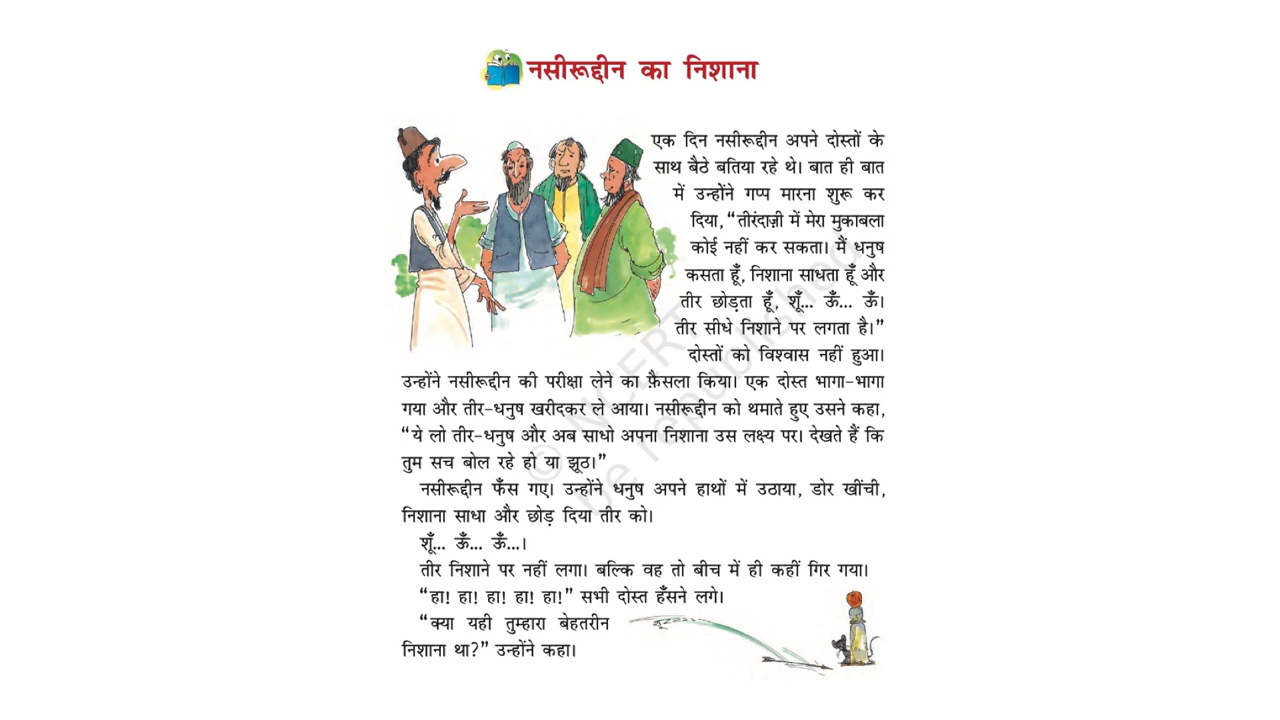 नसीरूद्दीन का निशाना
एक दिन नसीरूद्दीन अपने दोस्तों के
साथ बैठे बतिया रहे थे। बात ही बात
में उन्होंने गप्प मारना शुरू कर
दिया, “तीरंदाज़ी में मेरा मुकाबला
कोई नहीं कर सकता। मैं धनुष
कसता हूँ, निशाना साधता हूँ और
तीर छोड़ता हूँ, शूँ... ऊँ... ऊँ।
तीर सीधे निशाने पर लगता है।”
दोस्तों को विश्वास नहीं हुआ।
उन्होंने नसीरूद्दीन की परीक्षा लेने का फ़ैसला किया। एक दोस्त भागा-भागा
गया और तीर-धनुष खरीदकर ले आया। नसीरूद्दीन को थमाते हुए उसने कहा,
“ये लो तीर-धनुष और अब साधो अपना निशाना उस लक्ष्य पर। देखते हैं कि
तुम सच बोल रहे हो या झूठ।”
नसीरूद्दीन फँस गए। उन्होंने धनुष अपने हाथों में उठाया, डोर खींची,
निशाना साधा और छोड़ दिया तीर को।
शूँ... ऊँ... ऊँ...।
तीर निशाने पर नहीं लगा। बल्कि वह तो बीच में ही कहीं गिर गया।
“हा! हा! हा! हा! हा!” सभी दोस्त हँसने लगे।
“क्या यही तुम्हारा बेहतरीन
निशाना था?” उन्होंने कहा।
© NCERT
be republished